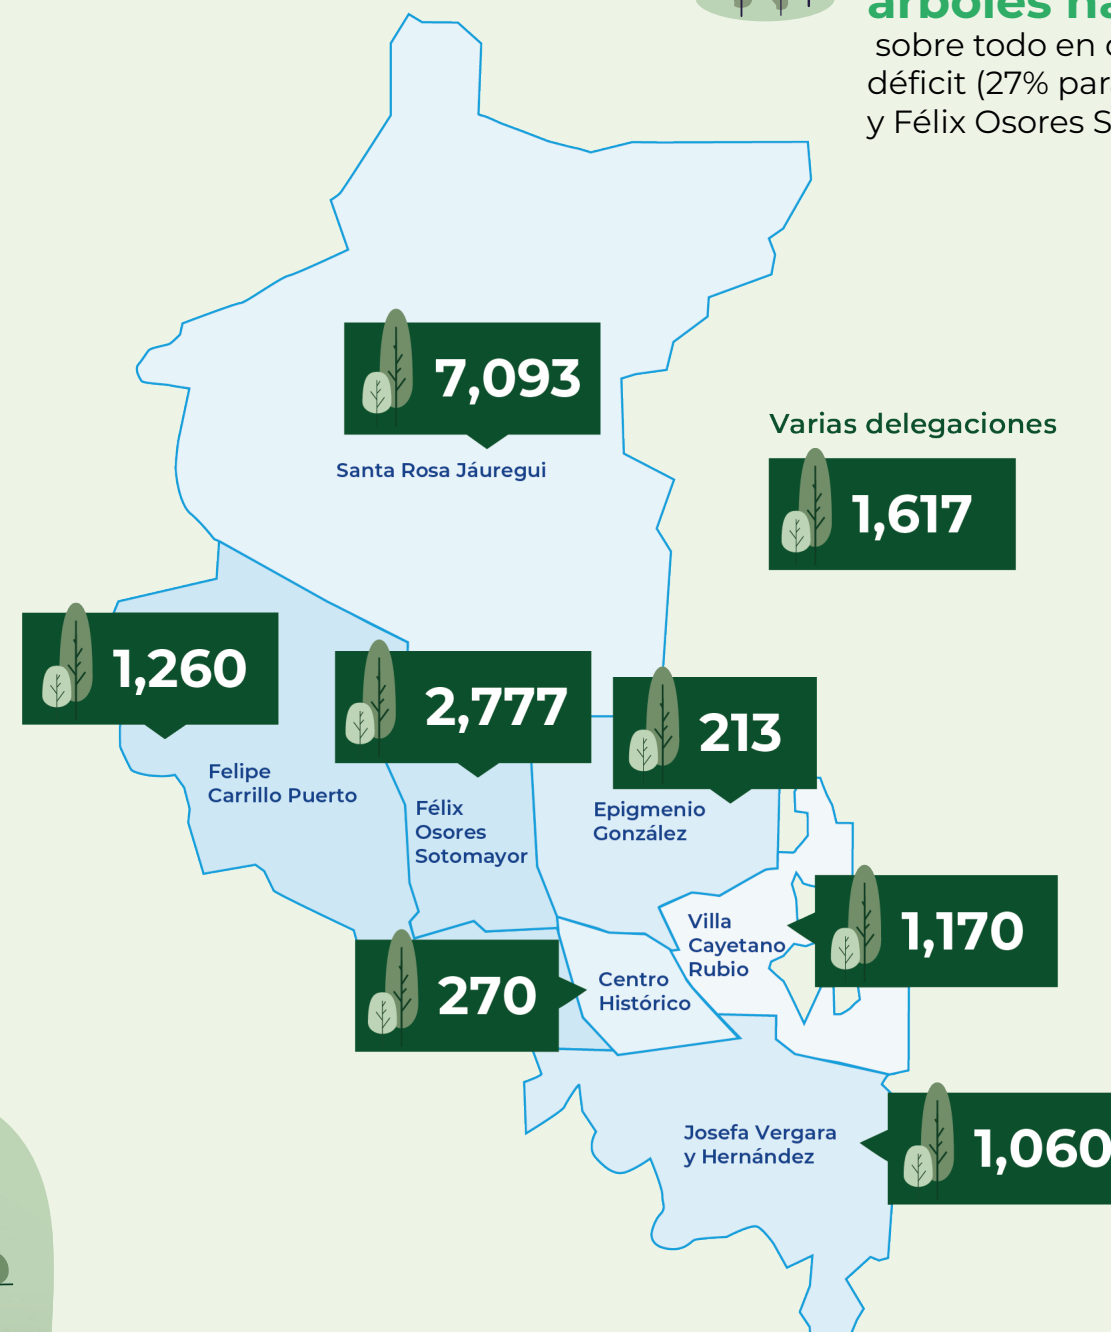 árboles
sobre todo en
déficit (27%
y Félix Osores
7,093
Santa Rosa Jáuregui
Varias delegaciones
1,617
1,260
Felipe
Carrillo Puerto
2,777
Félix
Osores
Sotomayor
213
Epigmenio
González
1,170
Villa
Cayetano
Rubio
270
Centro
Histórico
1,060
Josefa Vergara
y Hernández